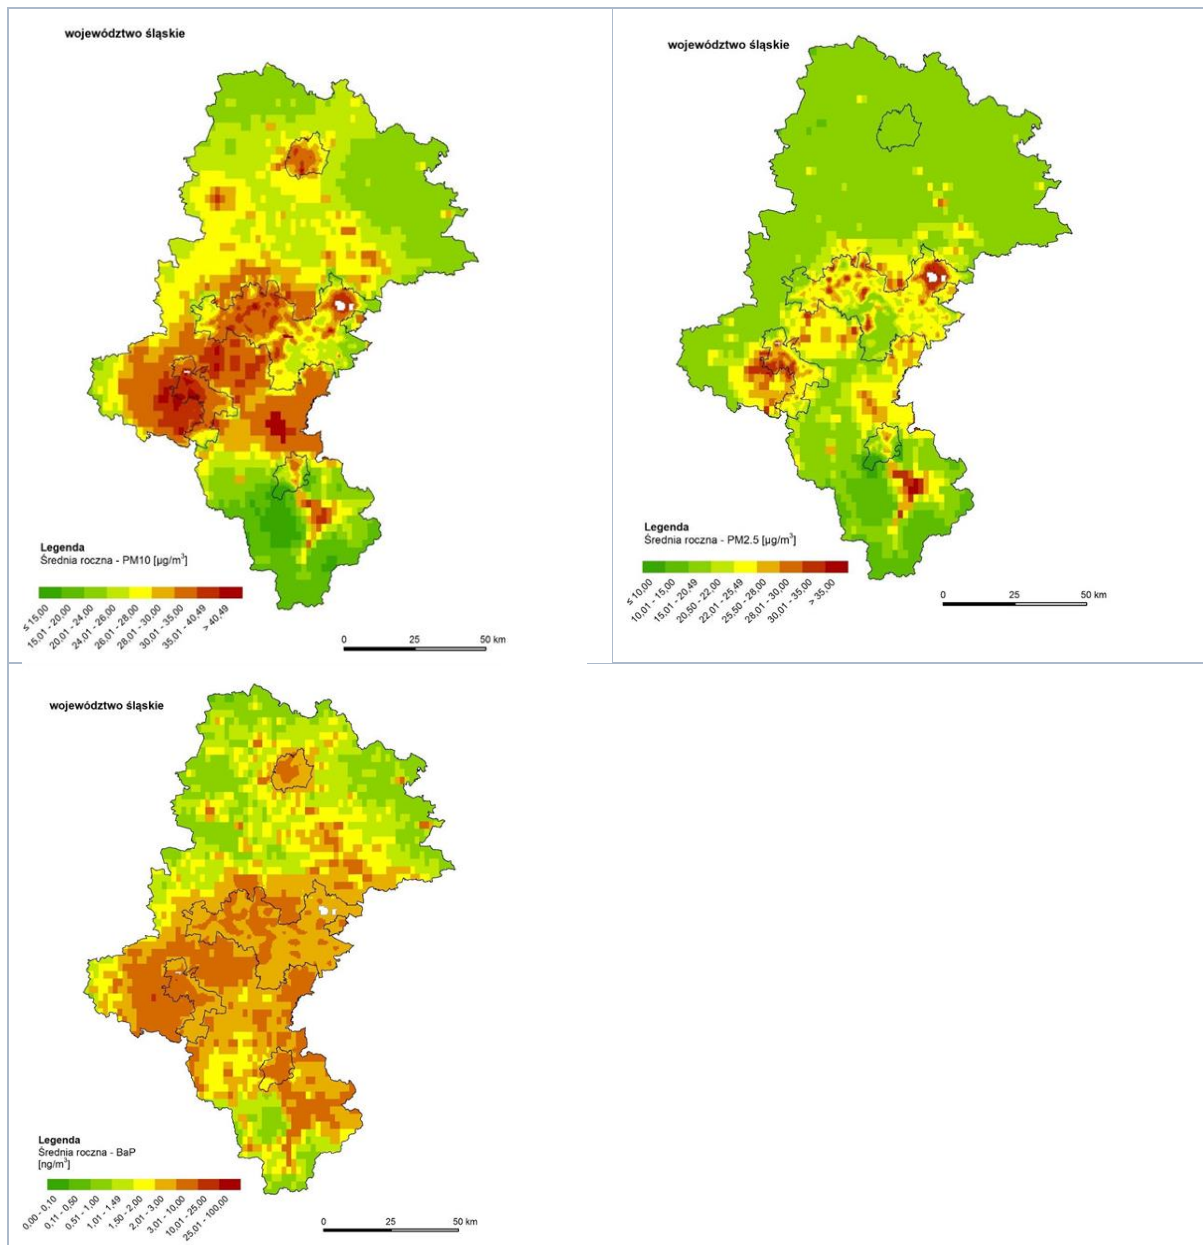 województwo śląskie
Legenda
Średnia roczna - PM10 [µg/m³]
≤ 15,00
15,01 - 20,00
20,01 - 24,00
24,01 - 26,00
26,01 - 28,00
28,01 - 30,00
30,01 - 35,00
35,01 - 40,49
> 40,49
0 25 50 km
województwo śląskie
Legenda
Średnia roczna - PM2.5 [µg/m³]
≤ 10,00
10,01 - 15,00
15,01 - 20,49
20,50 - 22,00
22,01 - 25,49
25,50 - 28,00
28,01 - 30,00
30,01 - 35,00
> 35,00
0 25 50 km
województwo śląskie
Legenda
Średnia roczna - BaP
[ng/m³]
0,00 - 0,10
0,11 - 0,50
0,51 - 1,00
1,01 - 1,49
1,50 - 2,00
2,01 - 3,00
3,01 - 10,00
10,01 - 25,00
25,01 - 100,00
0 25 50 km